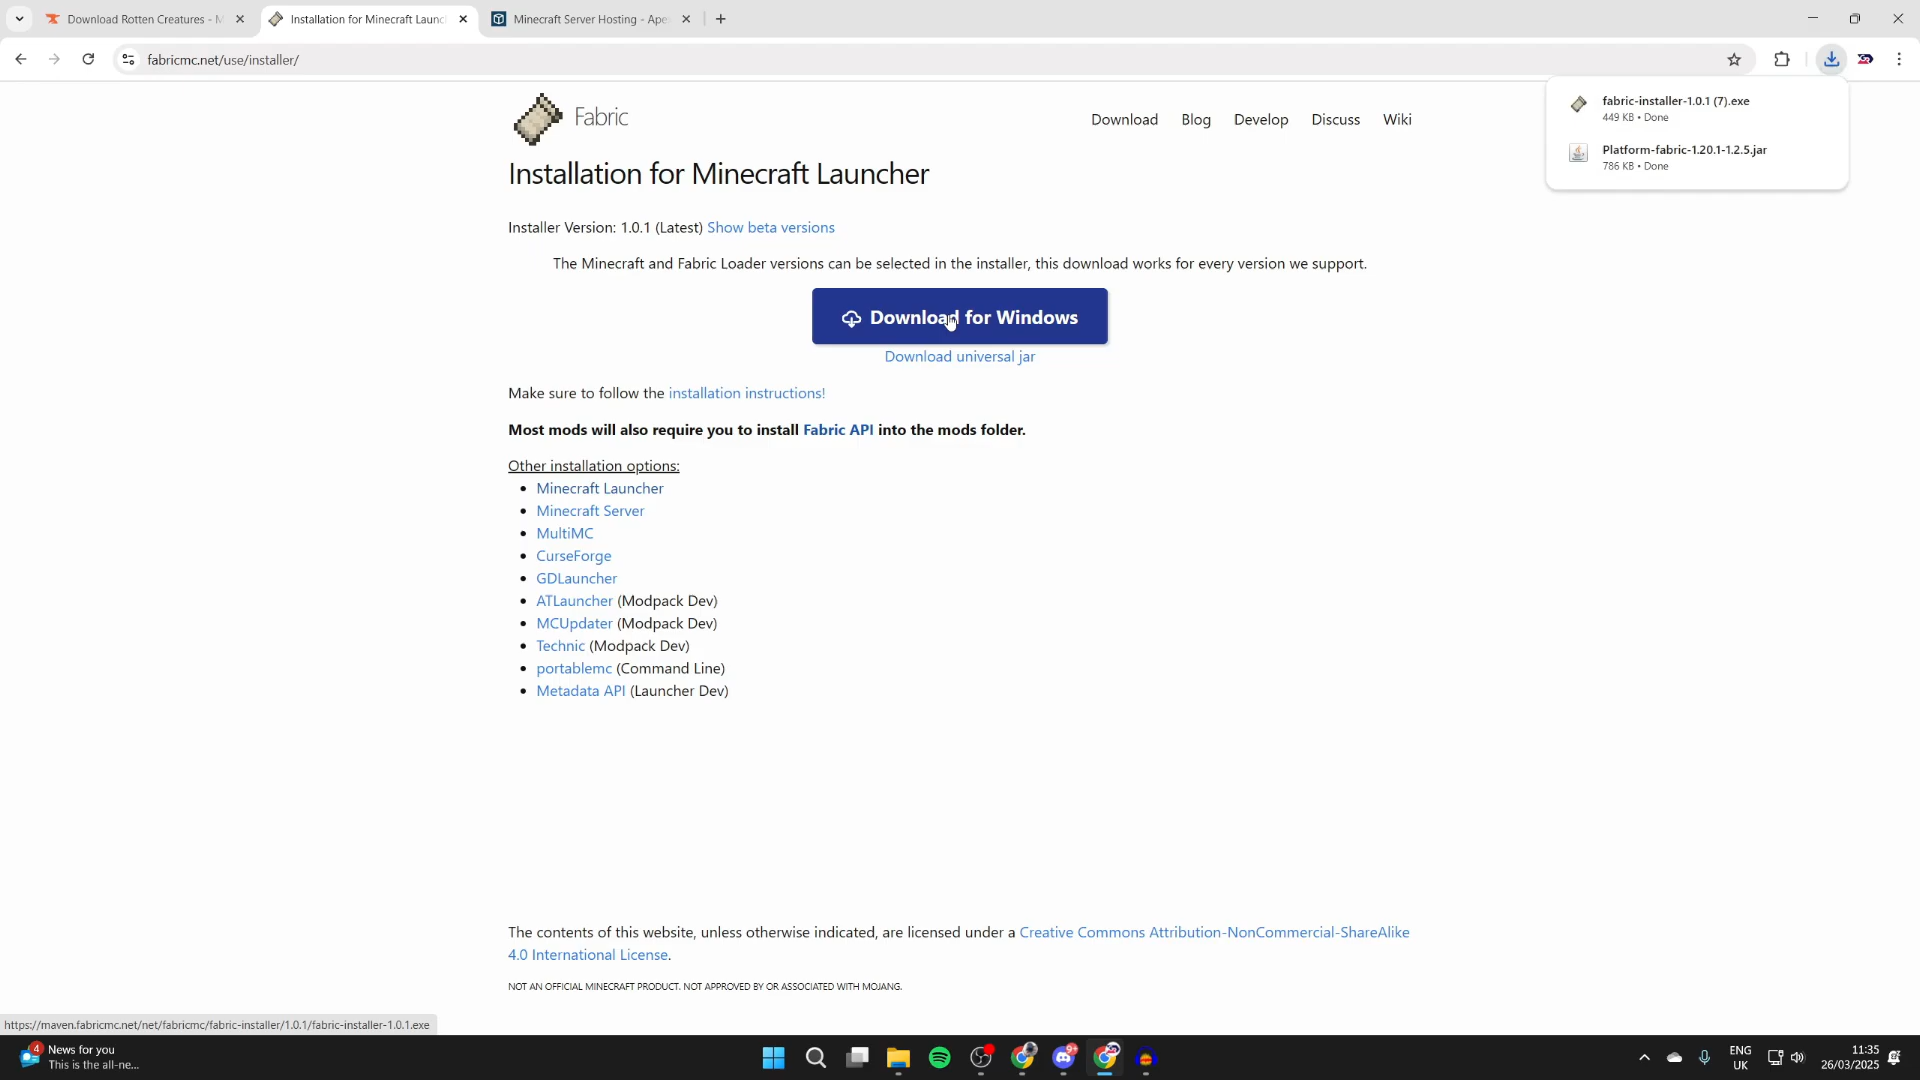 Download Rotten Creatures - M
Installation for Minecraft Launc
Minecraft Server Hosting - Ape
fabricmc.net/use/installer/
fabric-installer-1.0.1 (7).exe
449 KB • Done
Platform-fabric-1.20.1-1.2.5.jar
786 KB • Done
Fabric
Download
Blog
Develop
Discuss
Wiki
Installation for Minecraft Launcher
Installer Version: 1.0.1 (Latest) Show beta versions
The Minecraft and Fabric Loader versions can be selected in the installer, this download works for every version we support.
Download for Windows
Download universal jar
Make sure to follow the installation instructions!
Most mods will also require you to install Fabric API into the mods folder.
Other installation options:
Minecraft Launcher
Minecraft Server
MultiMC
CurseForge
GDLauncher
ATLauncher (Modpack Dev)
MCUpdater (Modpack Dev)
Technic (Modpack Dev)
portablemc (Command Line)
Metadata API (Launcher Dev)
The contents of this website, unless otherwise indicated, are licensed under a Creative Commons Attribution-NonCommercial-ShareAlike
4.0 International License.
NOT AN OFFICIAL MINECRAFT PRODUCT. NOT APPROVED BY OR ASSOCIATED WITH MOJANG.
https://maven.fabricmc.net/net/fabricmc/fabric-installer/1.0.1/fabric-installer-1.0.1.exe
4
News for you
This is the all-ne...
9+
ENG
UK
11:35
26/03/2025